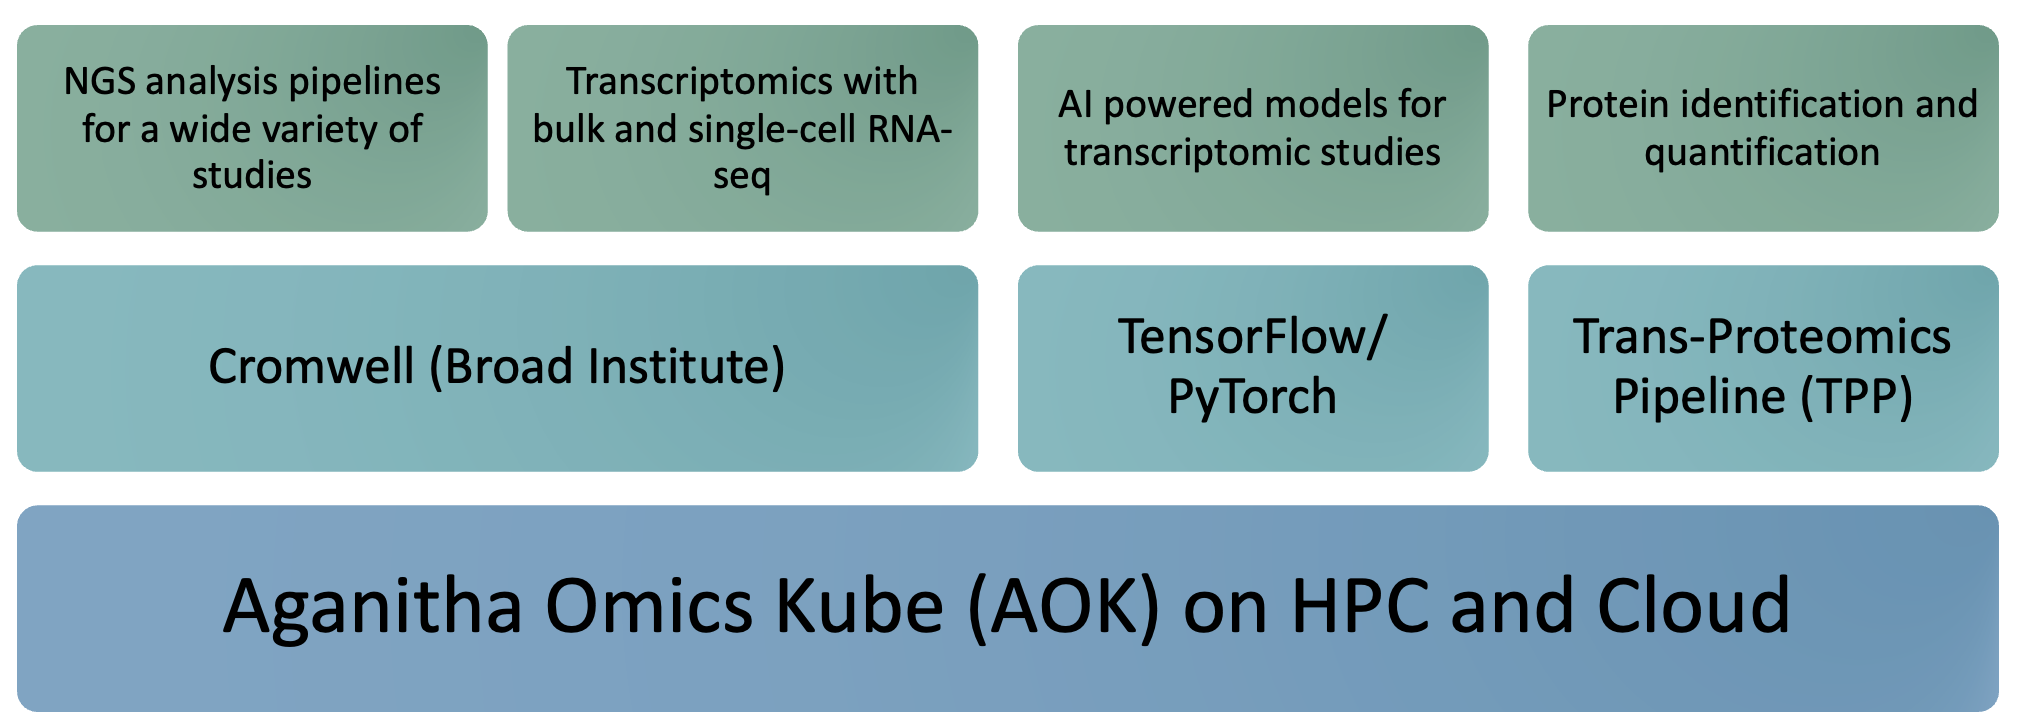 NGS analysis pipelines
for a wide variety of
studies
Transcriptomics with
bulk and single-cell RNA-
seq
AI powered models for
transcriptomic studies
Protein identification and
quantification
Cromwell (Broad Institute)
TensorFlow/
PyTorch
Trans-Proteomics
Pipeline (TPP)
Aganitha Omics Kube (AOK) on HPC and Cloud